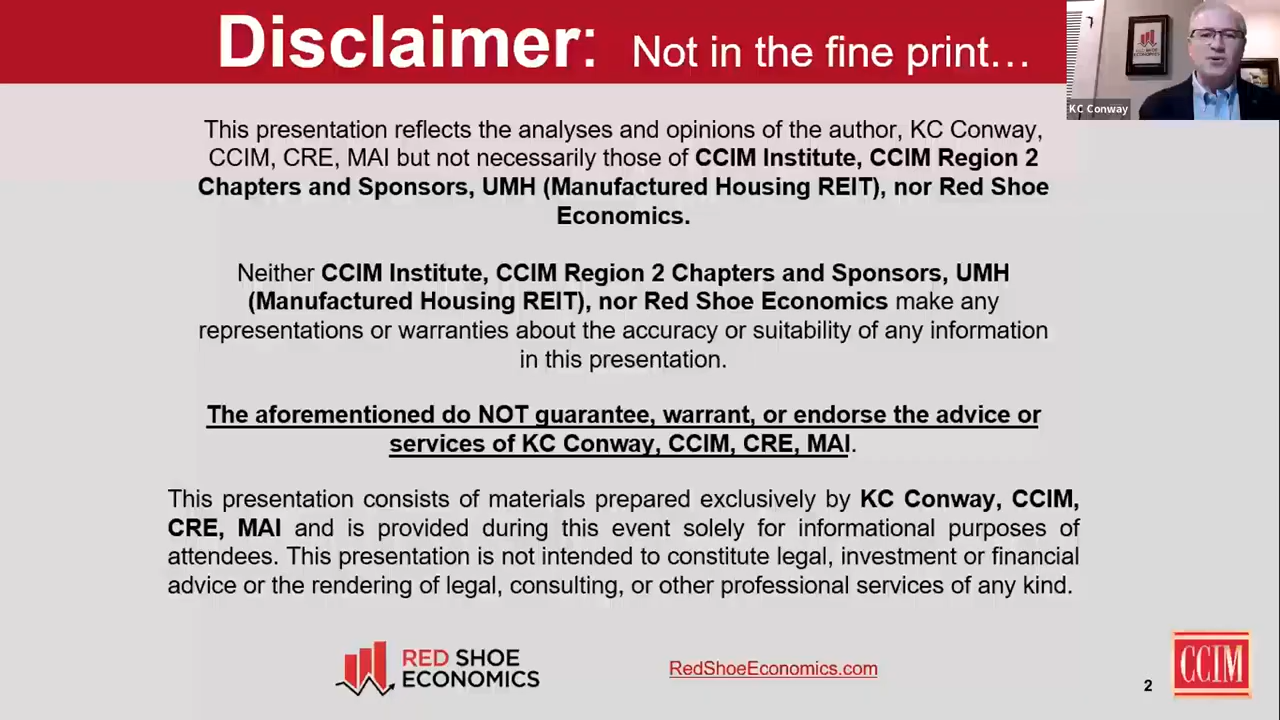 Disclaimer: Not in the fine print…
RED SHOE
ECONOMICS
KC Conway
This presentation reflects the analyses and opinions of the author, KC Conway,
CCIM, CRE, MAI but not necessarily those of CCIM Institute, CCIM Region 2
Chapters and Sponsors, UMH (Manufactured Housing REIT), nor Red Shoe
Economics.
Neither CCIM Institute, CCIM Region 2 Chapters and Sponsors, UMH
(Manufactured Housing REIT), nor Red Shoe Economics make any
representations or warranties about the accuracy or suitability of any information
in this presentation.
The aforementioned do NOT guarantee, warrant, or endorse the advice or
services of KC Conway, CCIM, CRE, MAI.
This presentation consists of materials prepared exclusively by KC Conway, CCIM,
CRE, MAI and is provided during this event solely for informational purposes of
attendees. This presentation is not intended to constitute legal, investment or financial
advice or the rendering of legal, consulting, or other professional services of any kind.
RED SHOE
ECONOMICS
RedShoeEconomics.com
2
CCIM